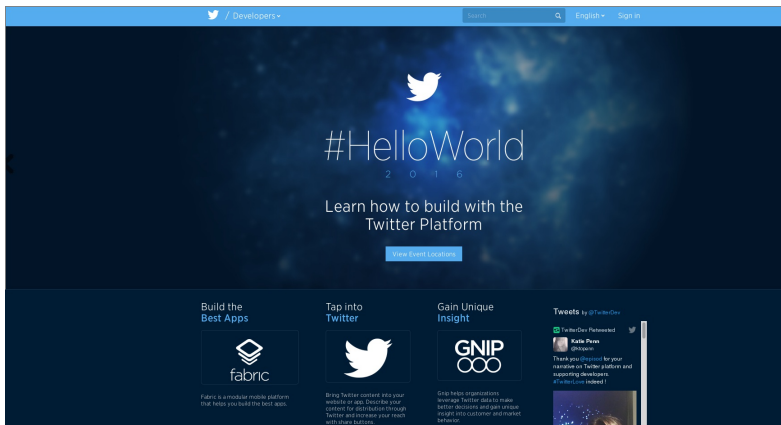 / Developers
Search
English
Sign in
#HelloWorld
2016
Learn how to build with the
Twitter Platform
View Event Locations
Build the
Best Apps
fabric
Fabric is a modular mobile platform
that helps you build the best apps.
Tap into
Twitter
Bring Twitter content into your
website or app. Describe your
content for distribution through
Twitter and increase your reach
with share buttons.
Gain Unique
Insight
GNIP
Gnip helps organizations
leverage Twitter data to make
better decisions and gain unique
insight into customer and market
behavior.
Tweets by @TwitterDev
TwitterDev Retweeted
Katie Penn
@ktopenn
Thank you @episod for your
narrative on Twitter platform and
supporting developers.
#TwitterLove indeed !